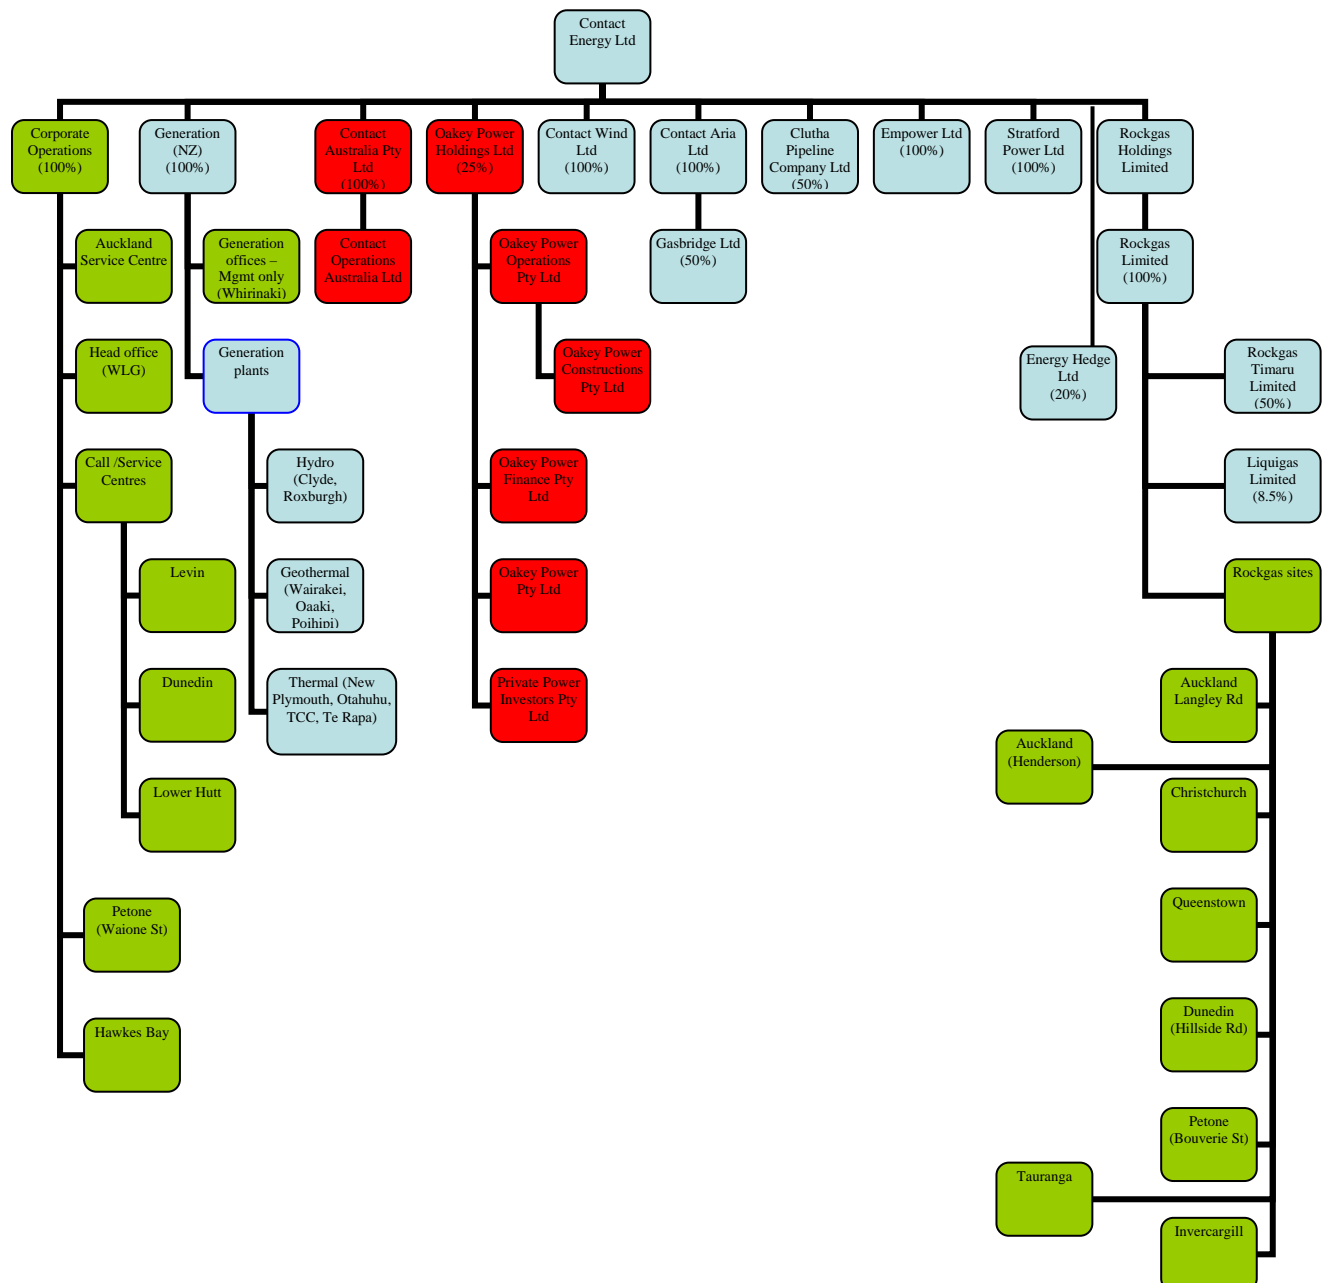 Contact
Energy Ltd
Corporate
Operations
(100%)
Generation
(NZ)
(100%)
Contact
Australia Pty
Ltd
(100%)
Oakey Power
Holdings Ltd
(25%)
Contact Wind
Ltd
(100%)
Contact Aria
Ltd
(100%)
Clutha
Pipeline
Company Ltd
(50%)
Empower Ltd
(100%)
Stratford
Power Ltd
(100%)
Rockgas
Holdings
Limited
Auckland
Service Centre
Generation
offices –
Mgmt only
(Whirinaki)
Contact
Operations
Australia Ltd
Oakey Power
Operations
Pty Ltd
Gasbridge Ltd
(50%)
Rockgas
Limited
(100%)
Head office
(WLG)
Generation
plants
Oakey Power
Constructions
Pty Ltd
Energy Hedge
Ltd
(20%)
Rockgas
Timaru
Limited
(50%)
Call /Service
Centres
Hydro
(Clyde,
Roxburgh)
Oakey Power
Finance Pty
Ltd
Liquigas
Limited
(8.5%)
Levin
Geothermal
(Wairakei,
Oaaki,
Poihipi)
Oakey Power
Pty Ltd
Rockgas sites
Dunedin
Thermal (New
Plymouth, Otahuhu,
TCC, Te Rapa)
Private Power
Investors Pty
Ltd
Auckland
Langley Rd
Auckland
(Henderson)
Lower Hutt
Christchurch
Petone
(Waione St)
Queenstown
Hawkes Bay
Dunedin
(Hillside Rd)
Petone
(Bouverie St)
Tauranga
Invercargill